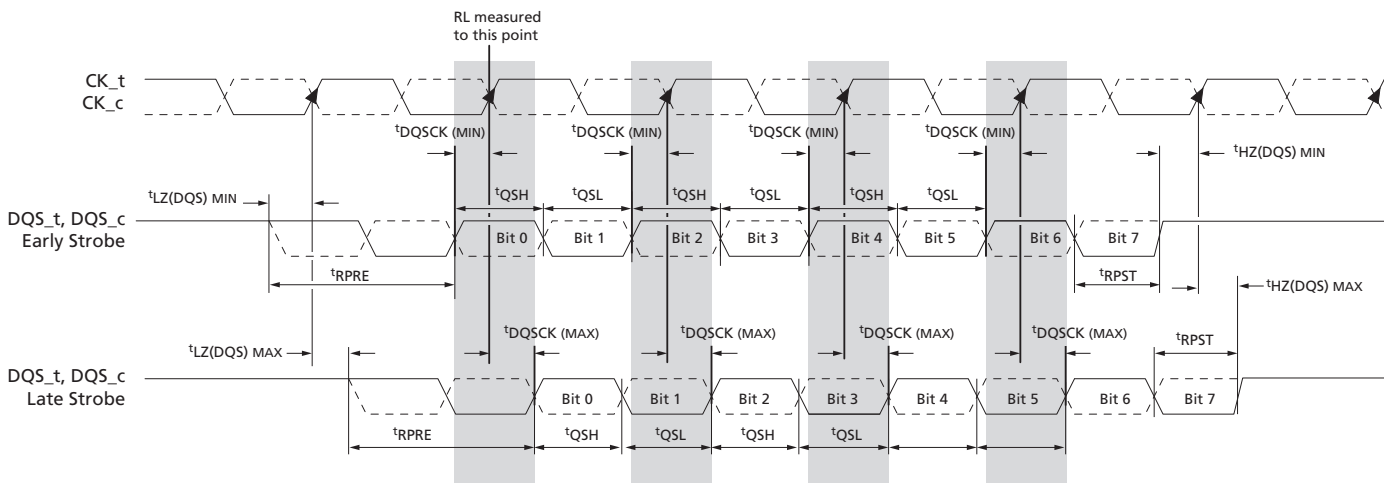 RL measured
to this point
CK_t
CK_c
tDQSCK (MIN) tDQSCK (MIN) tDQSCK (MIN) tDQSCK (MIN)
tHZ(DQS) MIN
tLZ(DQS) MIN
tQSH tQSL tQSH tQSL tQSH tQSL
DQS_t, DQS_c
Early Strobe
Bit 0 Bit 1 Bit 2 Bit 3 Bit 4 Bit 5 Bit 6 Bit 7
tRPRE
tRPST
tHZ(DQS) MAX
tDQSCK (MAX) tDQSCK (MAX) tDQSCK (MAX) tDQSCK (MAX)
tRPST
tLZ(DQS) MAX
DQS_t, DQS_c
Late Strobe
Bit 0 Bit 1 Bit 2 Bit 3 Bit 4 Bit 5 Bit 6 Bit 7
tRPRE
tQSH tQSL tQSH tQSL